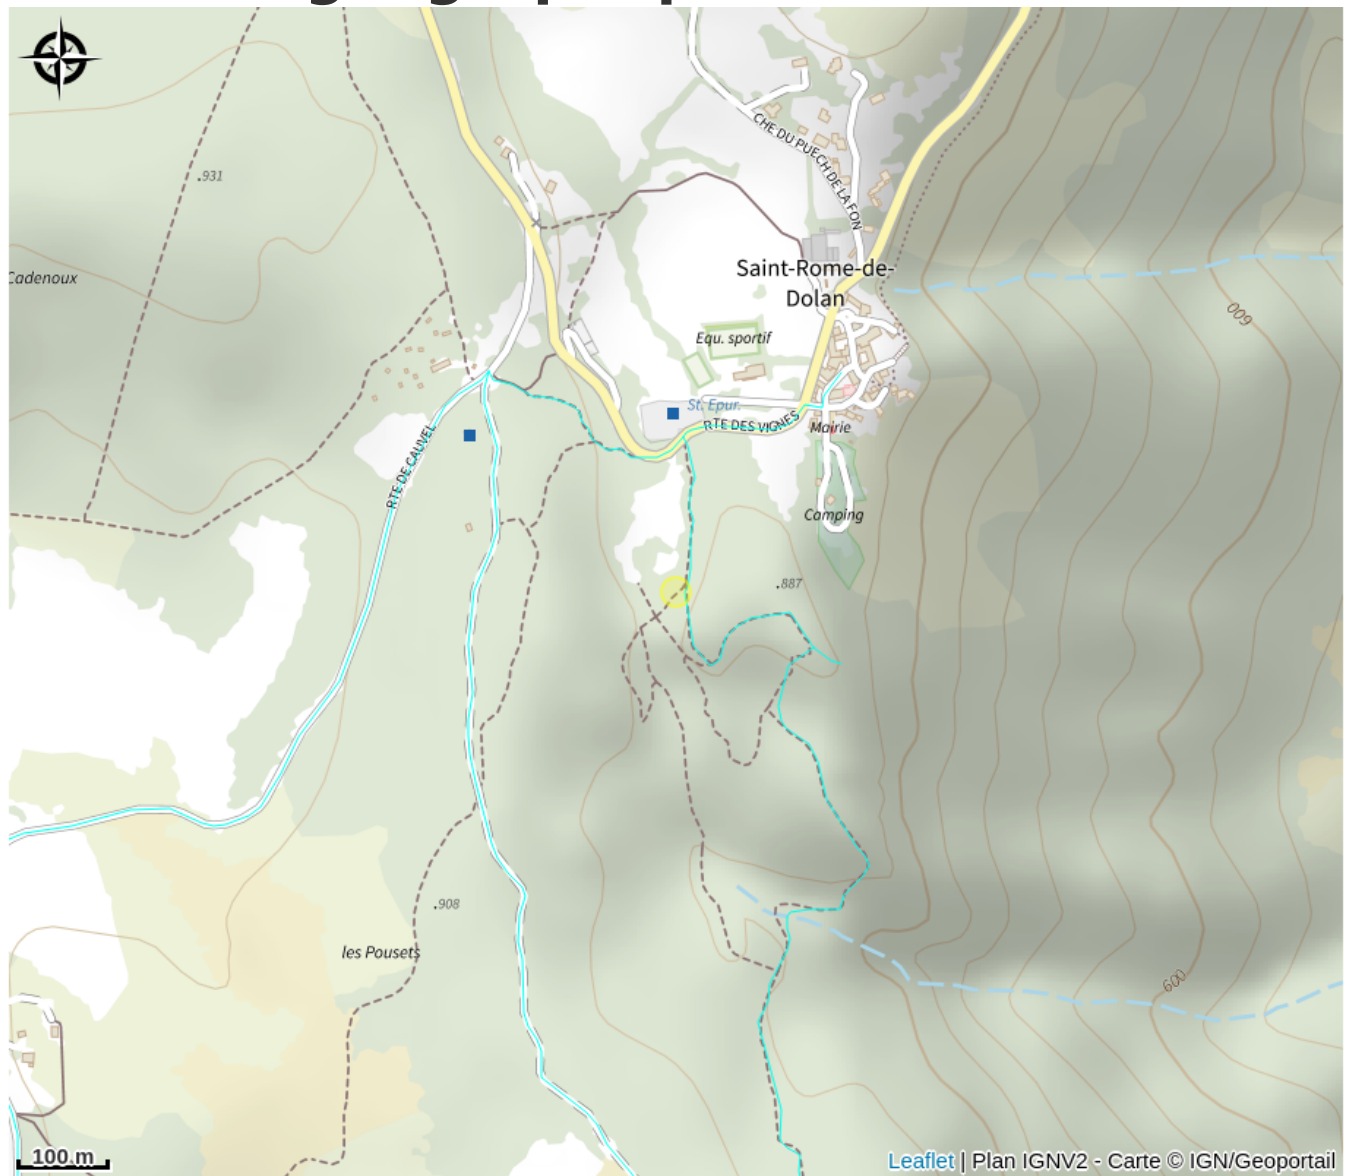 CHE DU PUECH DE LA FON
.931
Saint-Rome-de-
Dolan
Cadenoux
600
Equ. sportif
St. Epur.
RTE DES VIGNES
Mairie
RTE DE CAUVEL
Camping
.887
.908
les Pousets
600
100 m
Leaflet | Plan IGNV2 - Carte © IGN/Geoportail